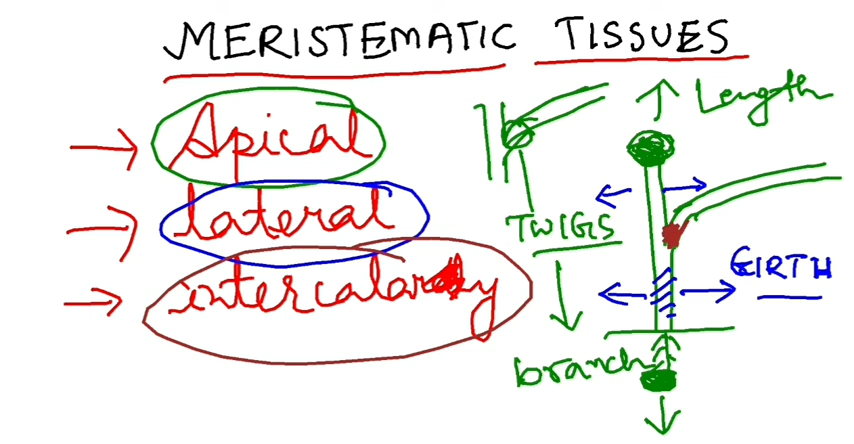 MERISTEMATIC TISSUES
Apical
lateral
intercalary
Length
TWIGS
GIRTH
branch